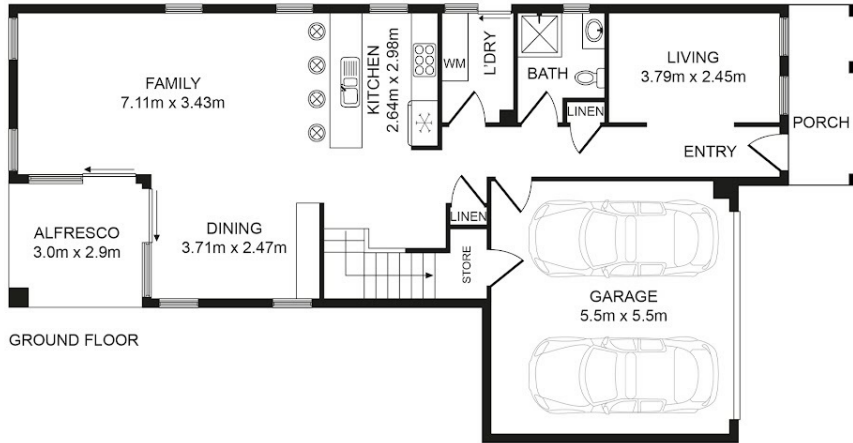 FAMILY
7.11m x 3.43m
KITCHEN
2.64m x 2.98m
WM
L'DRY
BATH
LINEN
LIVING
3.79m x 2.45m
PORCH
ENTRY
ALFRESCO
3.0m x 2.9m
DINING
3.71m x 2.47m
LINEN
STORE
GARAGE
5.5m x 5.5m
GROUND FLOOR